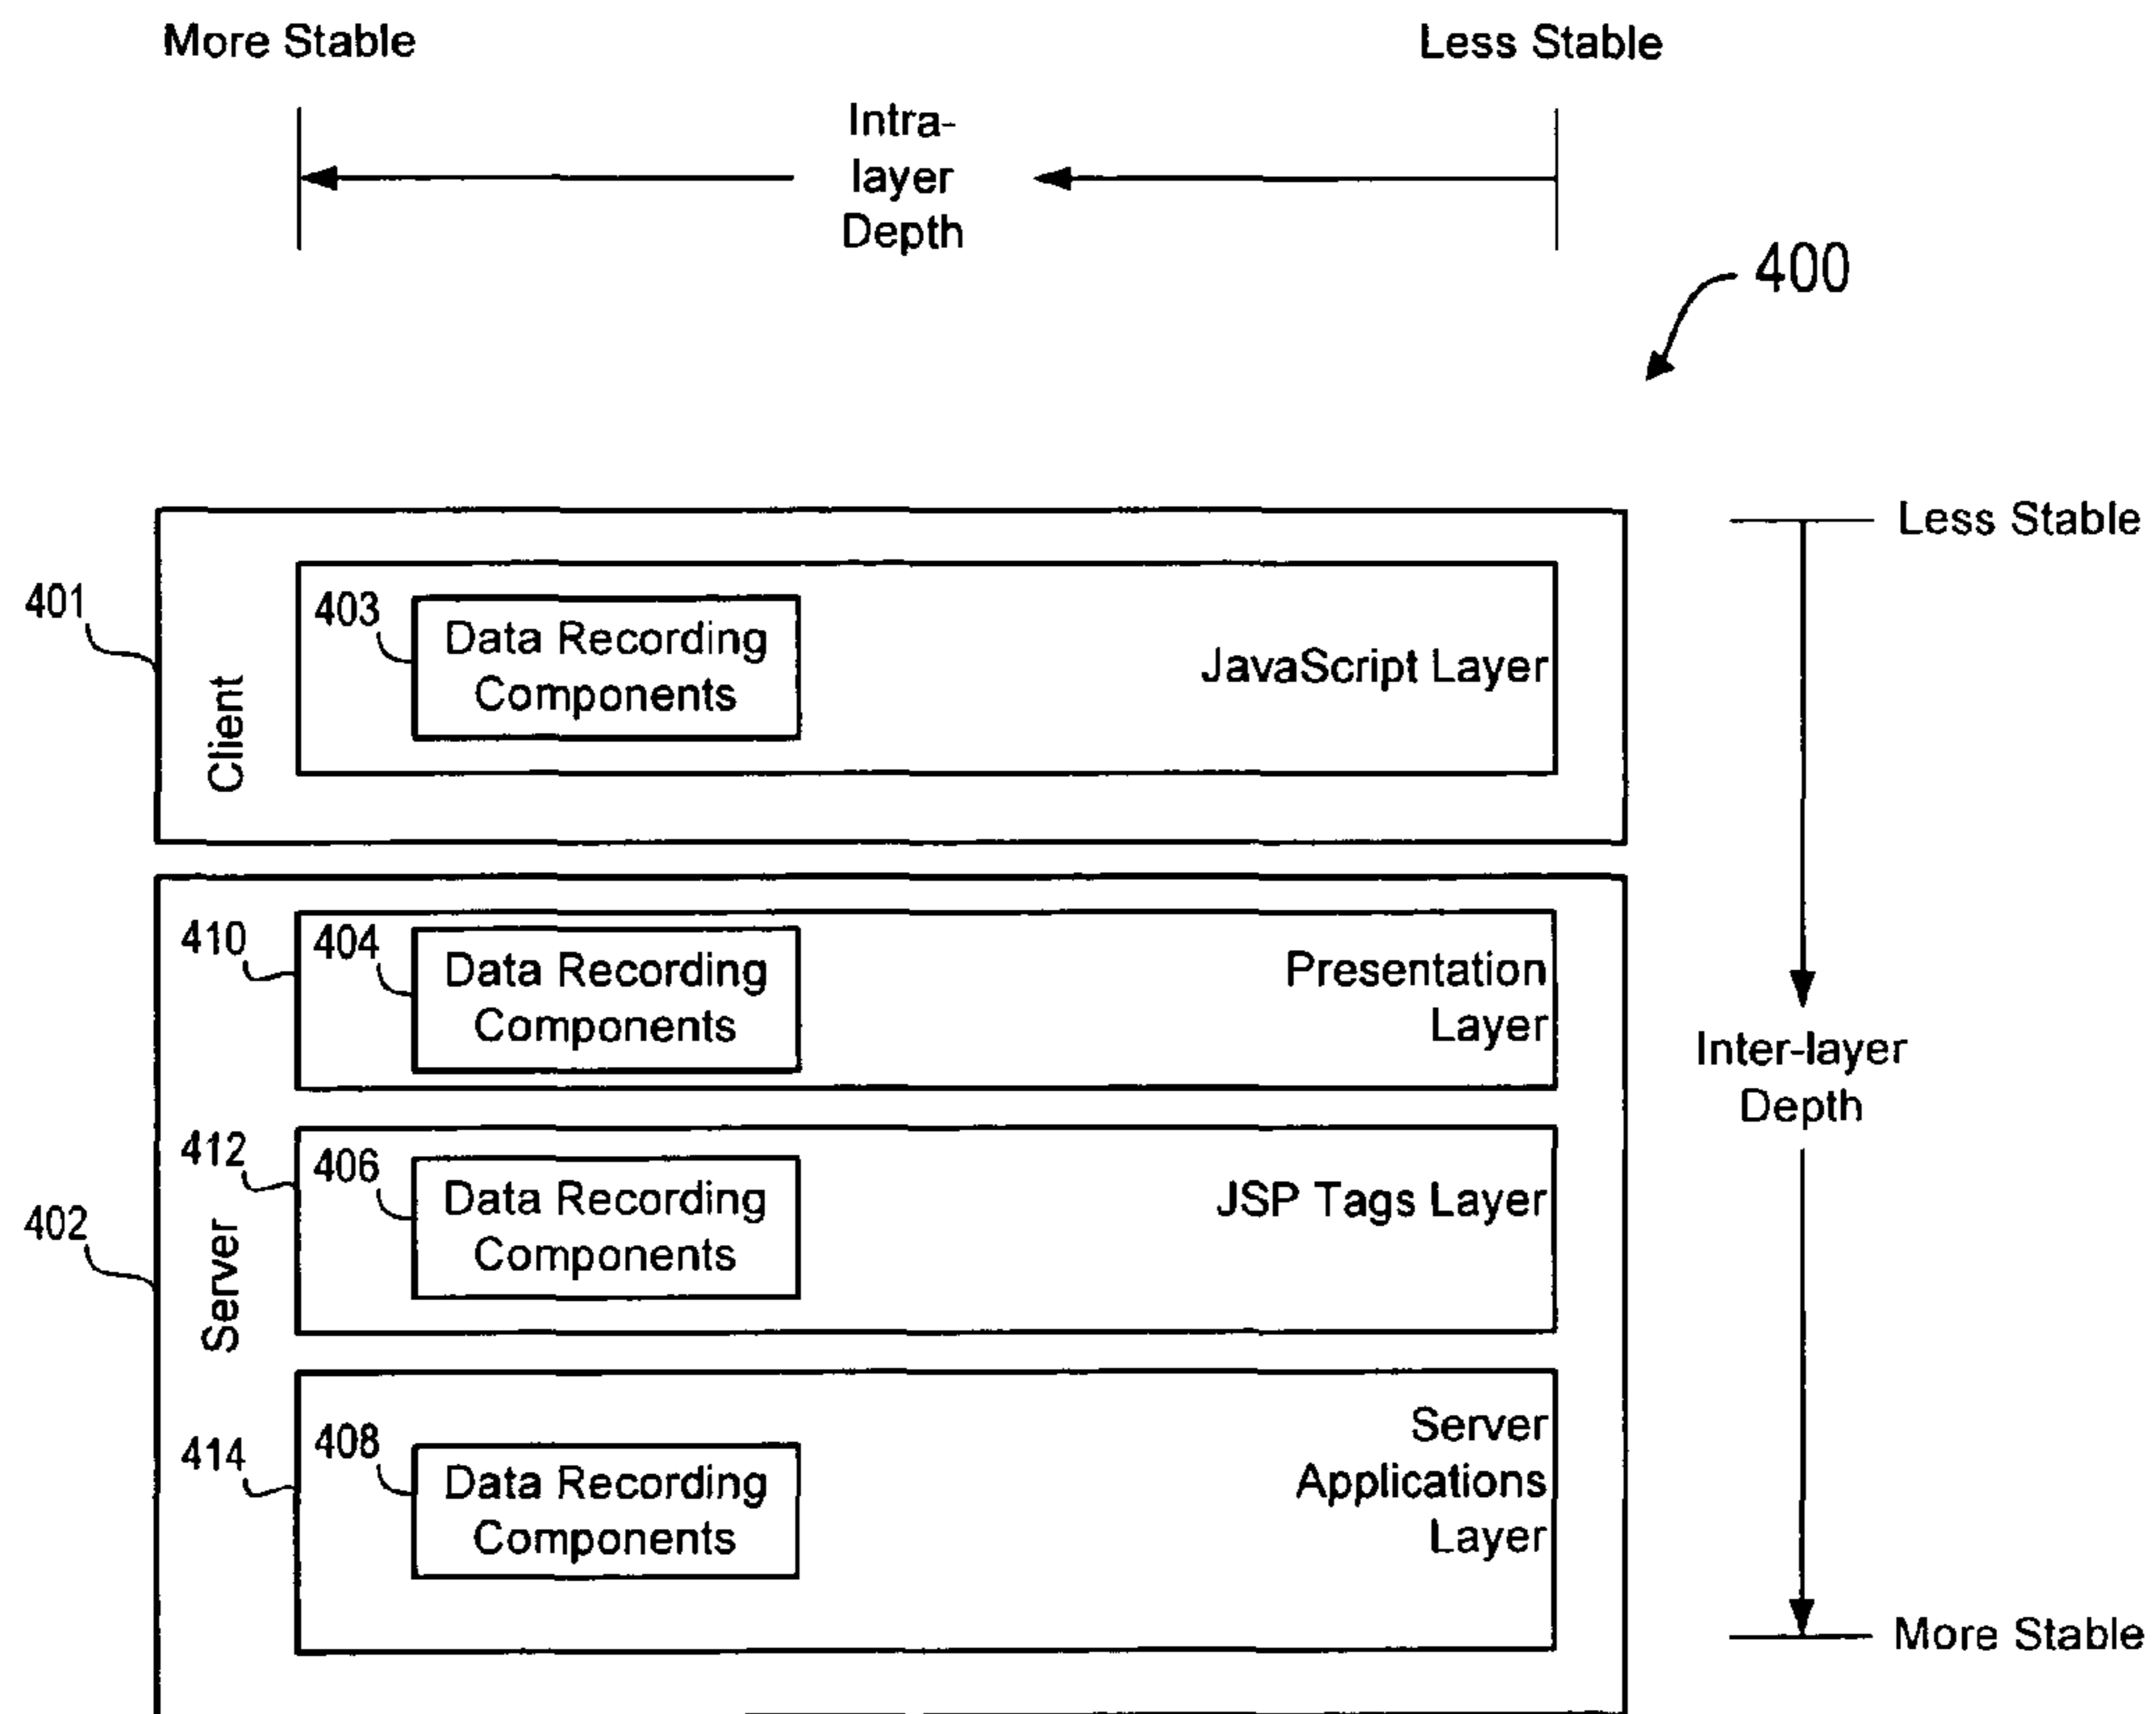 More Stable
Less Stable
Intra-
layer
Depth
400
Less Stable
401
Client
403
Data Recording
Components
JavaScript Layer
410
404
Data Recording
Components
Presentation
Layer
Inter-layer
Depth
412
406
Data Recording
Components
JSP Tags Layer
402
Server
414
408
Data Recording
Components
Server
Applications
Layer
More Stable